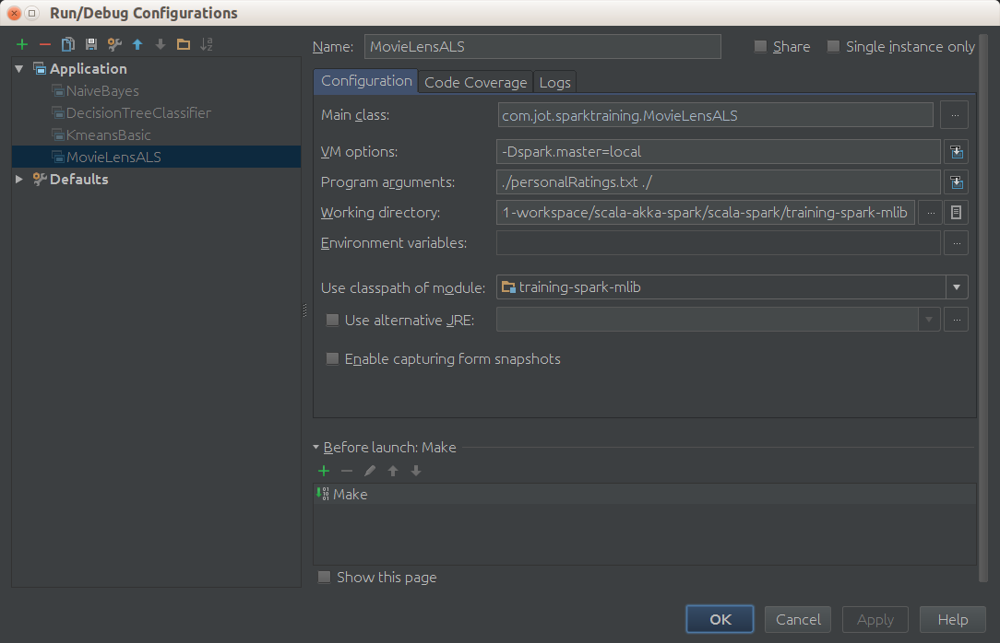 Run/Debug Configurations
Name: MovieLensALS
Share
Single instance only
Application
NaiveBayes
DecisionTreeClassifier
KmeansBasic
MovieLensALS
Defaults
Configuration
Code Coverage
Logs
Main class: com.jot.sparktraining.MovieLensALS ...
VM options: -Dspark.master=local
Program arguments: ./personalRatings.txt ./
Working directory: 1-workspace/scala-akka-spark/scala-spark/training-spark-mlib ...
Environment variables: ...
Use classpath of module: training-spark-mlib
Use alternative JRE: ...
Enable capturing form snapshots
Before launch: Make
Make
Show this page
OK
Cancel
Apply
Help